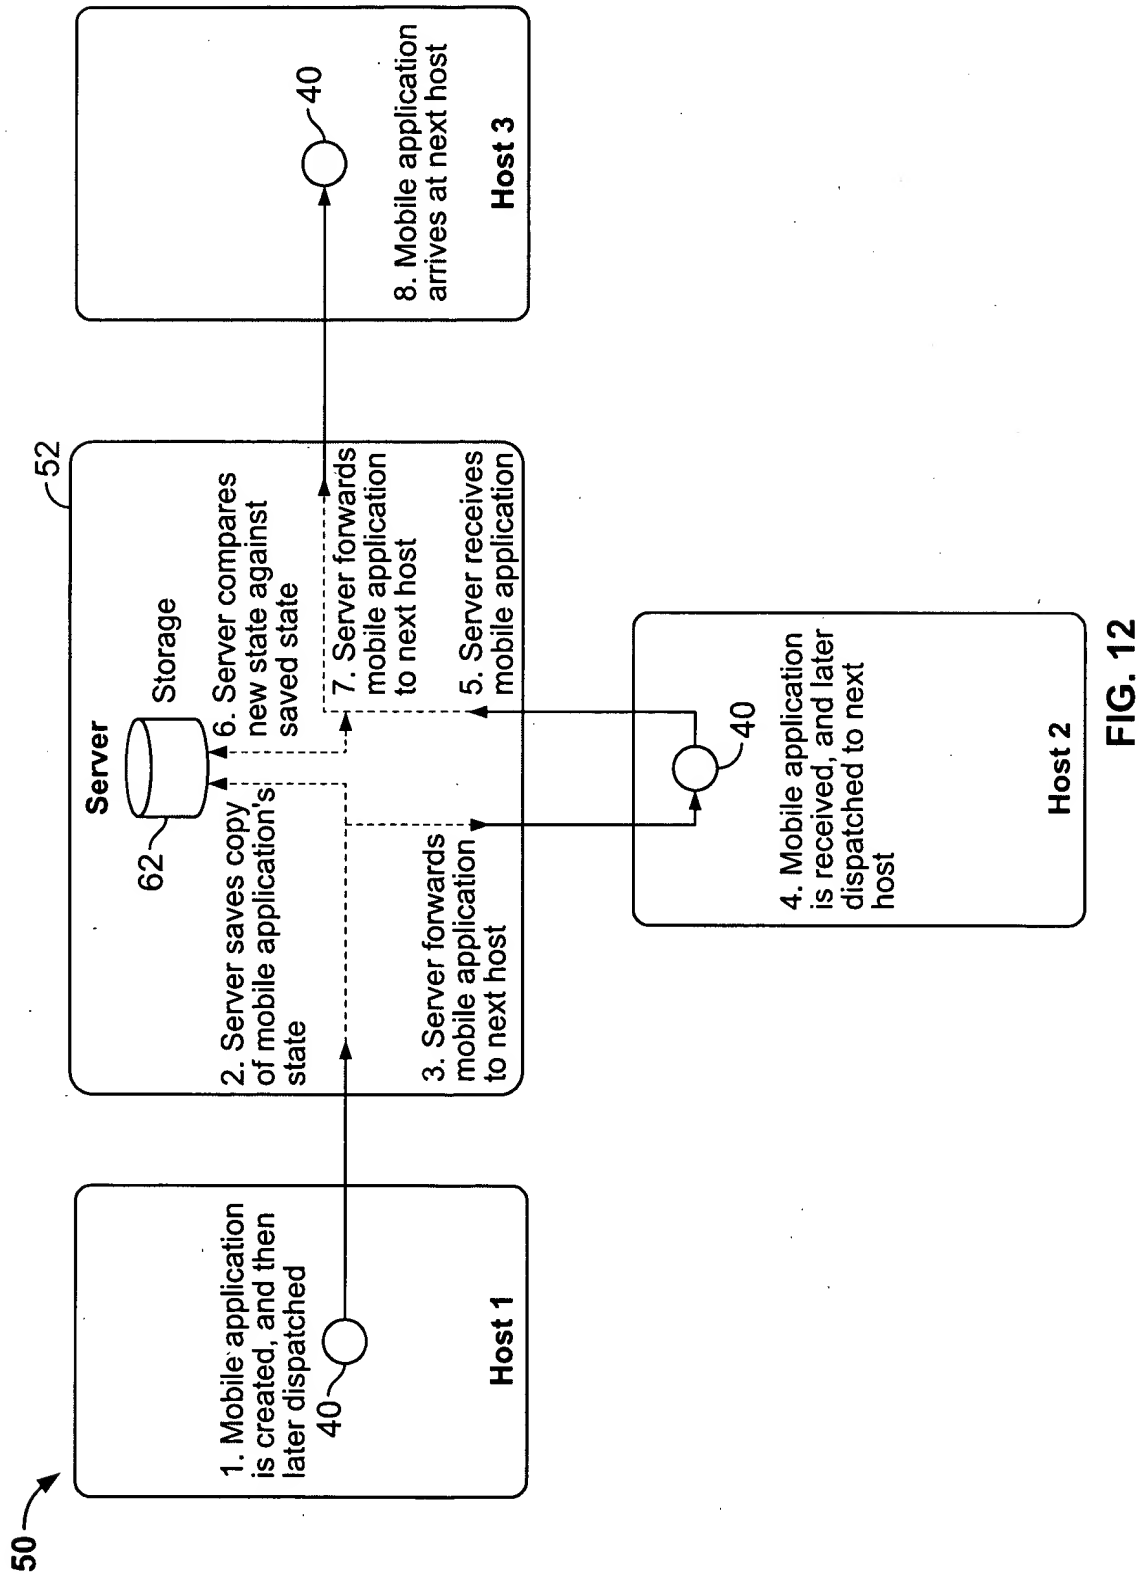 50
1. Mobile application
is created, and then
later dispatched
40
Host 1
52
Server
62
Storage
2. Server saves copy
of mobile application's
state
3. Server forwards
mobile application
to next host
6. Server compares
new state against
saved state
7. Server forwards
mobile application
to next host
5. Server receives
mobile application
40
4. Mobile application
is received, and later
dispatched to next
host
Host 2
40
8. Mobile application
arrives at next host
Host 3
FIG. 12